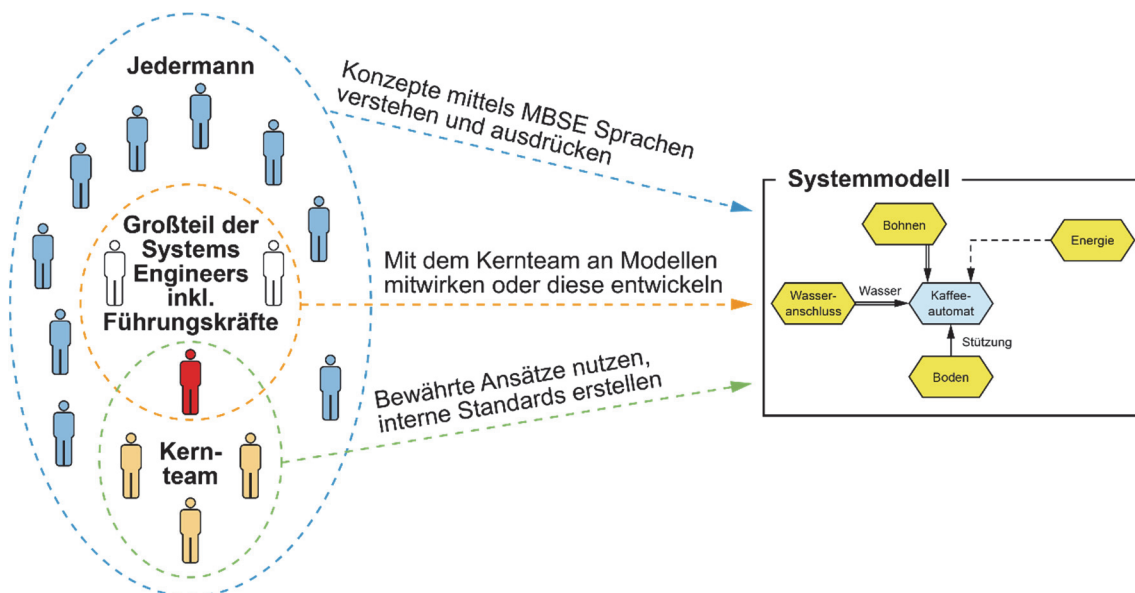 Jedermann
Großteil der
Systems
Engineers
inkl.
Führungskräfte
Kern-
team
Konzepte mittels MBSE Sprachen
verstehen und ausdrücken
Mit dem Kernteam an Modellen
mitwirken oder diese entwickeln
Bewährte Ansätze nutzen,
interne Standards erstellen
Systemmodell
Bohnen
Energie
Wasser-
anschluss
Wasser
Kaffee-
automat
Stützung
Boden